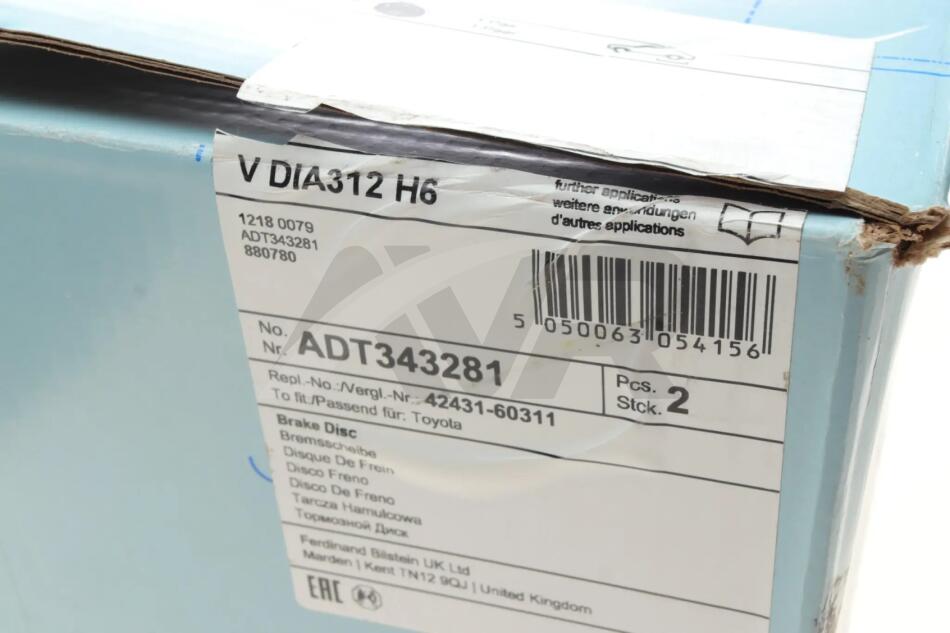 V DIA312 H6
further applications
weitere anwendungen
d'autres applications
1218 0079
ADT343281
880780
5 050063 054156
No.
Nr. ADT343281
Pcs.
Stck. 2
Repl.-No.:/Vergl.-Nr.: 42431-60311
To fit:/Passend für: Toyota
Brake Disc
Bremsscheibe
Disque De Frein
Disco Freno
Disco De Freno
Tarcza Hamulcowa
Тормозной Диск
Ferdinand Bilstein UK Ltd
Marden | Kent TN12 9QJ | United Kingdom
EAC